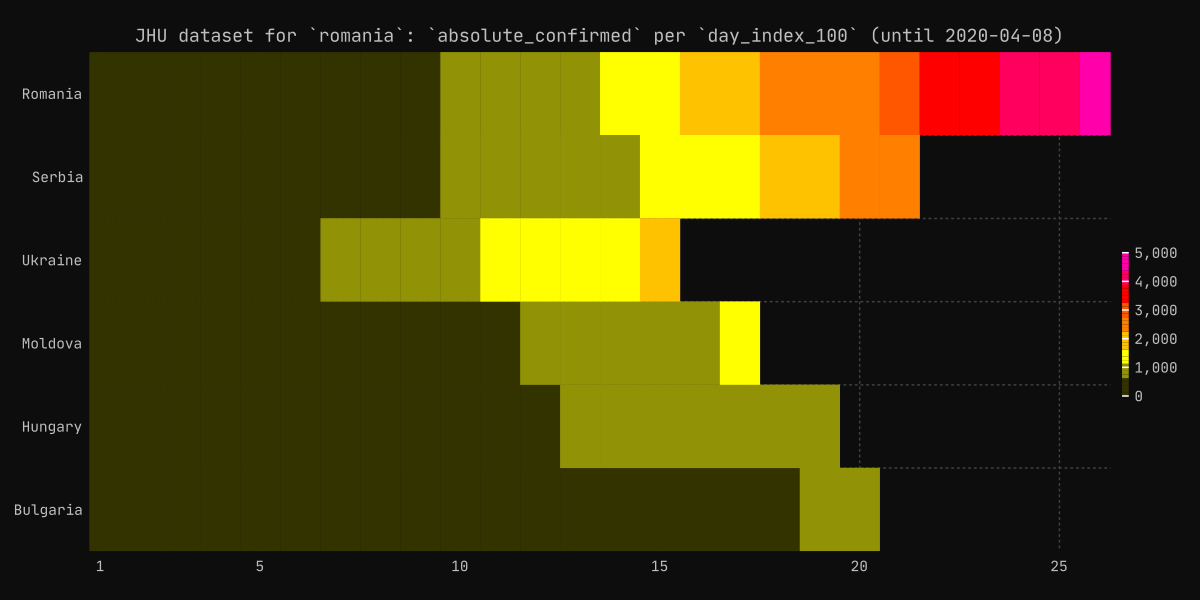 JHU dataset for `romania`: `absolute_confirmed` per `day_index_100` (until 2020-04-08)
Romania
Serbia
Ukraine
Moldova
Hungary
Bulgaria
1 5 10 15 20 25
5,000
4,000
3,000
2,000
1,000
0